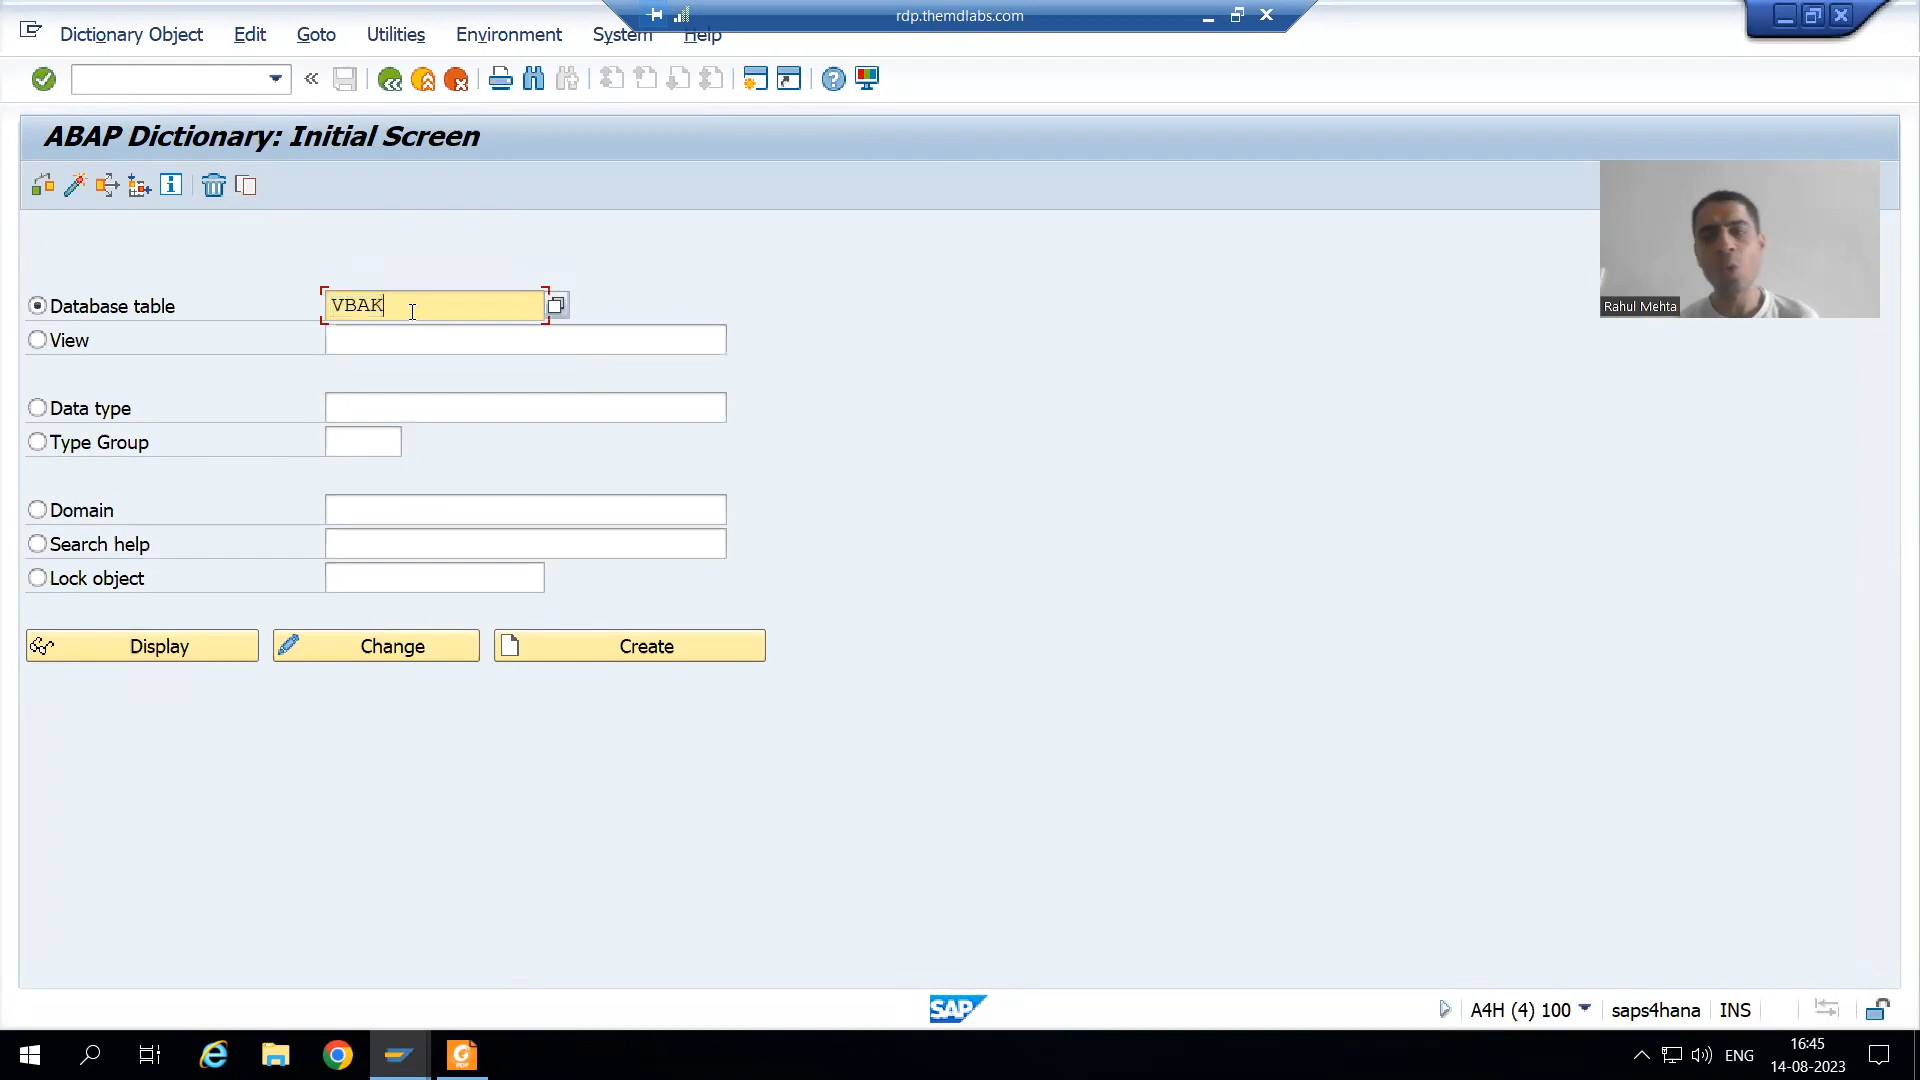 rdp.themdlabs.com
Dictionary Object Edit Goto Utilities Environment System Help
ABAP Dictionary: Initial Screen
Rahul Mehta
Database table VBAK
View
Data type
Type Group
Domain
Search help
Lock object
Display Change Create
SAP A4H (4) 100 saps4hana INS
ENG 16:45
14-08-2023